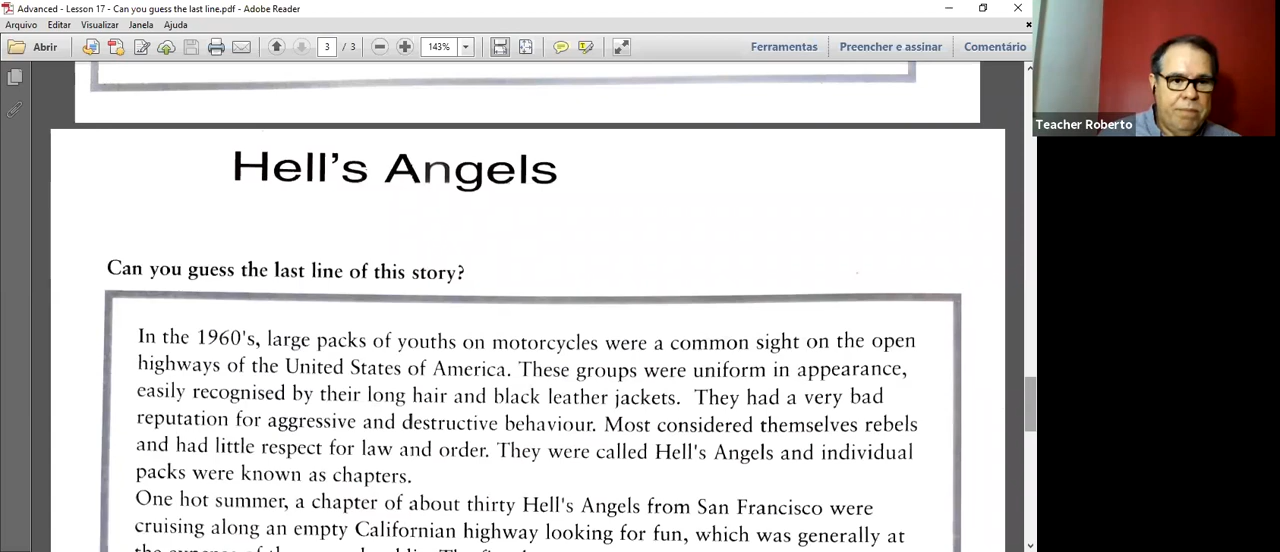 Advanced - Lesson 17 - Can you guess the last line.pdf - Adobe Reader
Arquivo Editar Visualizar Janela Ajuda
Abrir 3 / 3 143% Ferramentas Preencher e assinar Comentário
Teacher Roberto
Hell's Angels
Can you guess the last line of this story?
In the 1960's, large packs of youths on motorcycles were a common sight on the open
highways of the United States of America. These groups were uniform in appearance,
easily recognised by their long hair and black leather jackets. They had a very bad
reputation for aggressive and destructive behaviour. Most considered themselves rebels
and had little respect for law and order. They were called Hell's Angels and individual
packs were known as chapters.
One hot summer, a chapter of about thirty Hell's Angels from San Francisco were
cruising along an empty Californian highway looking for fun, which was generally at